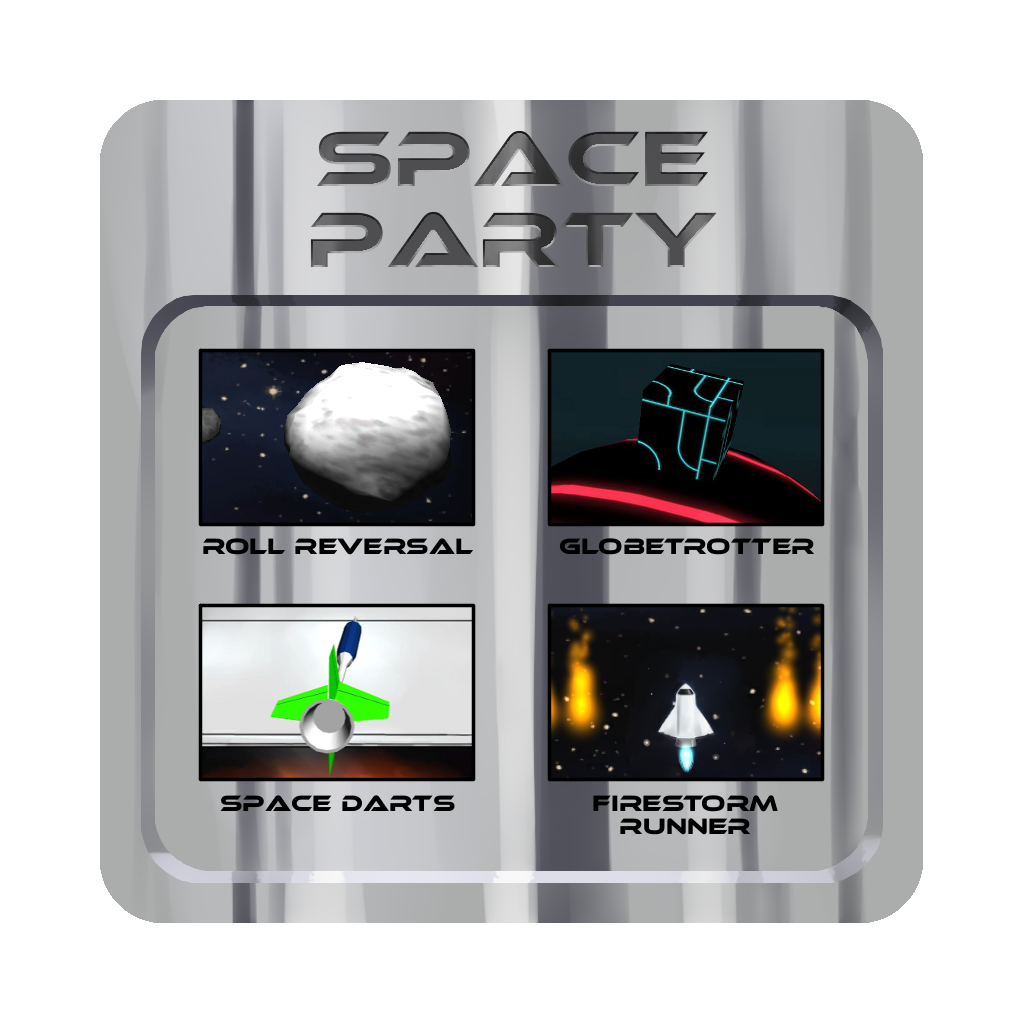 SPACE
PARTY
ROLL REVERSAL
GLOBETROTTER
SPACE DARTS
FIRESTORM
RUNNER